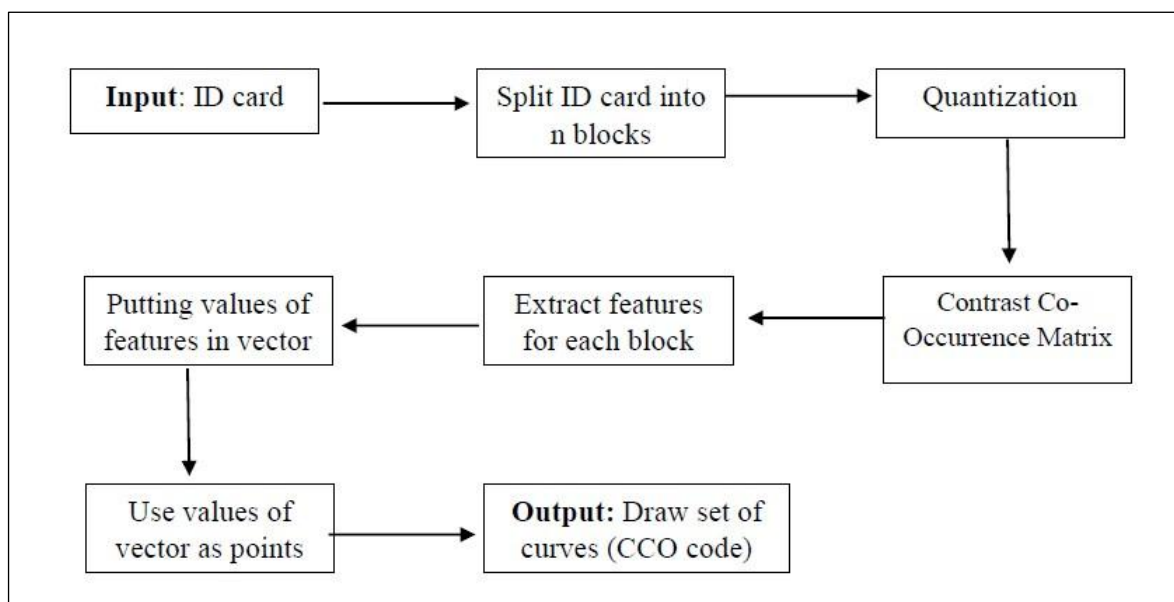 Input: ID card
Split ID card into
n blocks
Quantization
Contrast Co-
Occurrence Matrix
Extract features
for each block
Putting values of
features in vector
Use values of
vector as points
Output: Draw set of
curves (CCO code)